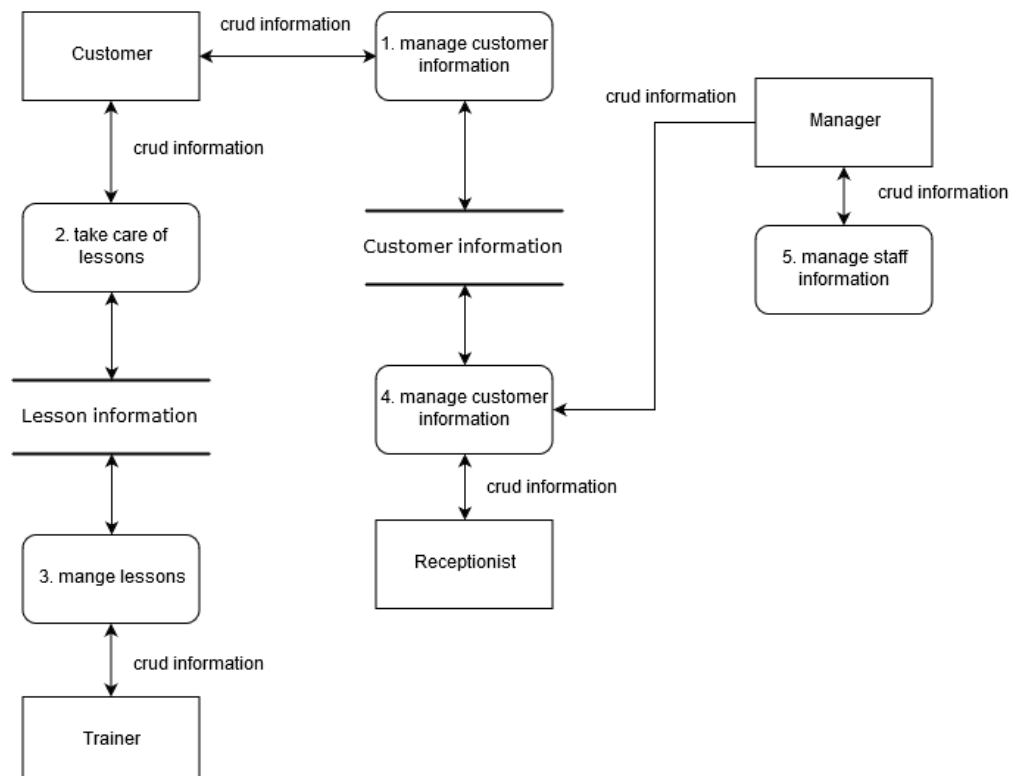 crud information
Customer
1. manage customer
information
crud information
Manager
crud information
crud information
2. take care of
lessons
Customer information
5. manage staff
information
4. manage customer
information
Lesson information
crud information
Receptionist
3. mange lessons
crud information
Trainer